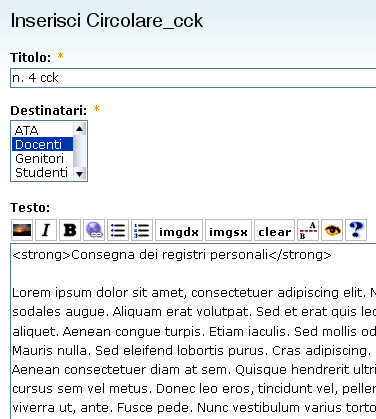 Inserisci Circolare_cck
Titolo: *
n. 4 cck
Destinatari: *
ATA
Docenti
Genitori
Studenti
Testo:
I B imgdx imgsx clear A B ?
<strong>Consegna dei registri personali</strong>
Lorem ipsum dolor sit amet, consectetuer adipiscing elit. N
sodales augue. Aliquam erat volutpat. Sed et erat quis lec
aliquet. Aenean congue turpis. Etiam iaculis. Sed mollis od
Mauris nulla. Sed eleifend lobortis purus. Cras adipiscing.
Aenean consectetuer diam at sem. Quisque hendrerit ultri
cursus sem vel metus. Donec leo eros, tincidunt vel, peller
viverra ut, ante. Fusce pede. Nunc vestibulum varius torto